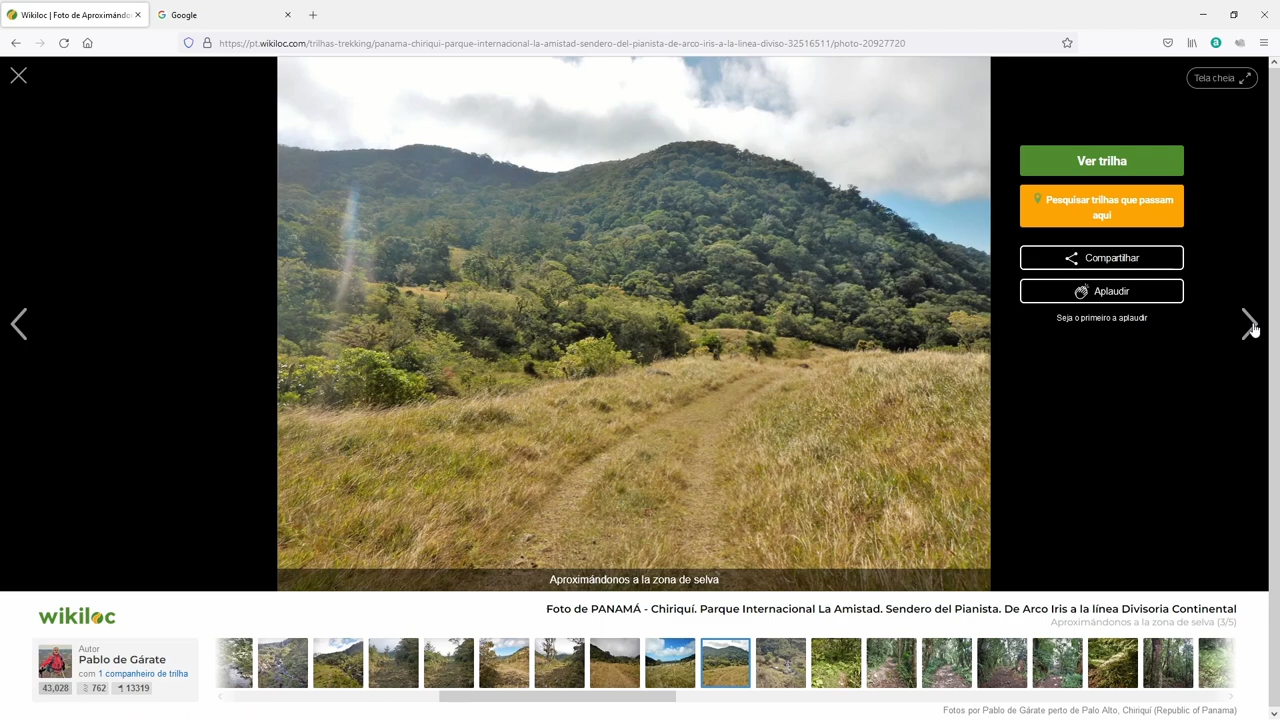 Wikiloc | Foto de Aproximándo
Google
https://pt.wikiloc.com/trilhas-trekking/panama-chiriqui-parque-internacional-la-amistad-sendero-del-pianista-de-arco-iris-a-la-linea-diviso-32516511/photo-20927720
Tela cheia
Ver trilha
Pesquisar trilhas que passam
aqui
Compartilhar
Aplaudir
Seja o primeiro a aplaudir
Aproximándonos a la zona de selva
wikiloc
Foto de PANAMÁ - Chiriquí. Parque Internacional La Amistad. Sendero del Pianista. De Arco Iris a la línea Divisoria Continental
Aproximándonos a la zona de selva (3/5)
Autor
Pablo de Gárate
com 1 companheiro de trilha
43,028 762 13319
Fotos por Pablo de Gárate perto de Palo Alto, Chiriquí (Republic of Panama)